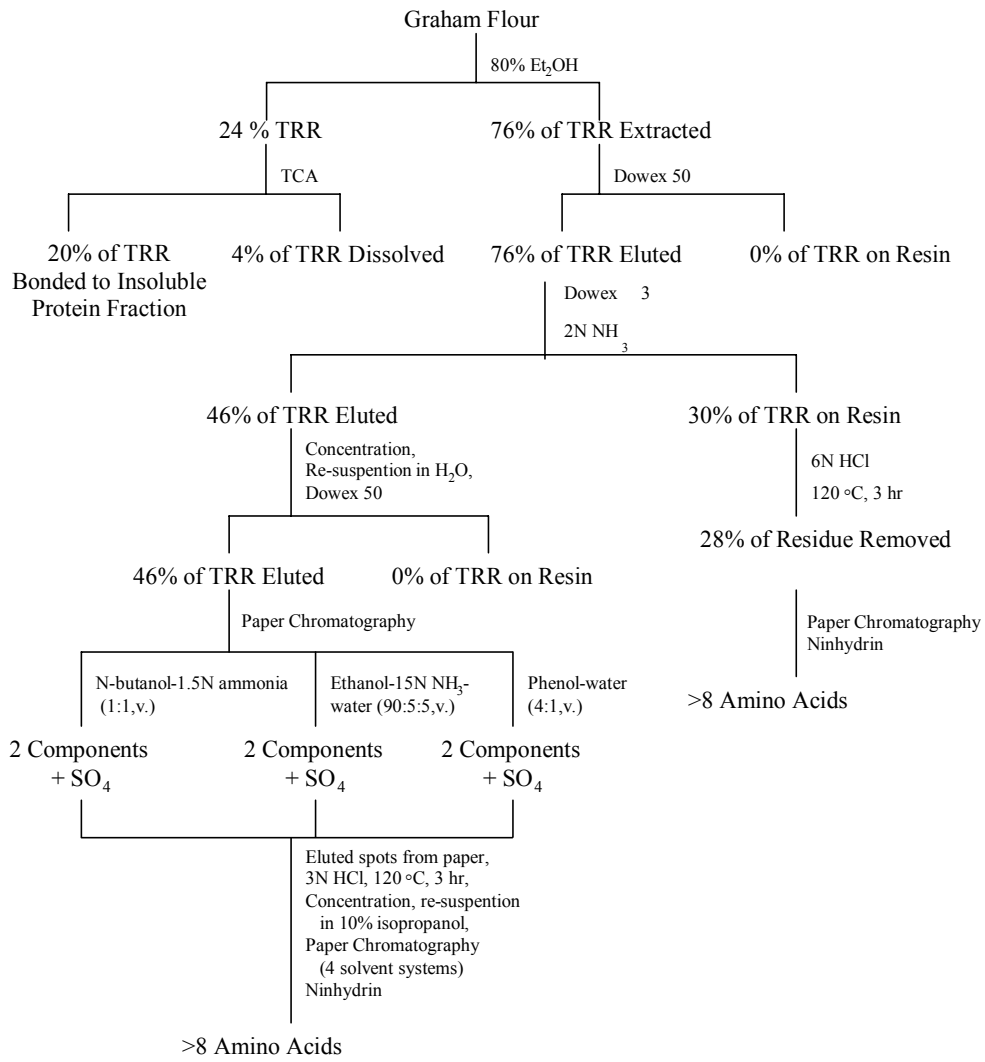 Graham Flour
80% Et2OH
24 % TRR
76% of TRR Extracted
TCA
Dowex 50
20% of TRR
Bonded to Insoluble
Protein Fraction
4% of TRR Dissolved
76% of TRR Eluted
0% of TRR on Resin
Dowex 3
2N NH3
46% of TRR Eluted
30% of TRR on Resin
Concentration,
Re-suspention in H2O,
Dowex 50
6N HCl
120 °C, 3 hr
28% of Residue Removed
46% of TRR Eluted
0% of TRR on Resin
Paper Chromatography
Paper Chromatography
Ninhydrin
>8 Amino Acids
N-butanol-1.5N ammonia
(1:1,v.)
Ethanol-15N NH3-
water (90:5:5,v.)
Phenol-water
(4:1,v.)
2 Components
+ SO4
2 Components
+ SO4
2 Components
+ SO4
Eluted spots from paper,
3N HCl, 120 °C, 3 hr,
Concentration, re-suspention
in 10% isopropanol,
Paper Chromatography
(4 solvent systems)
Ninhydrin
>8 Amino Acids